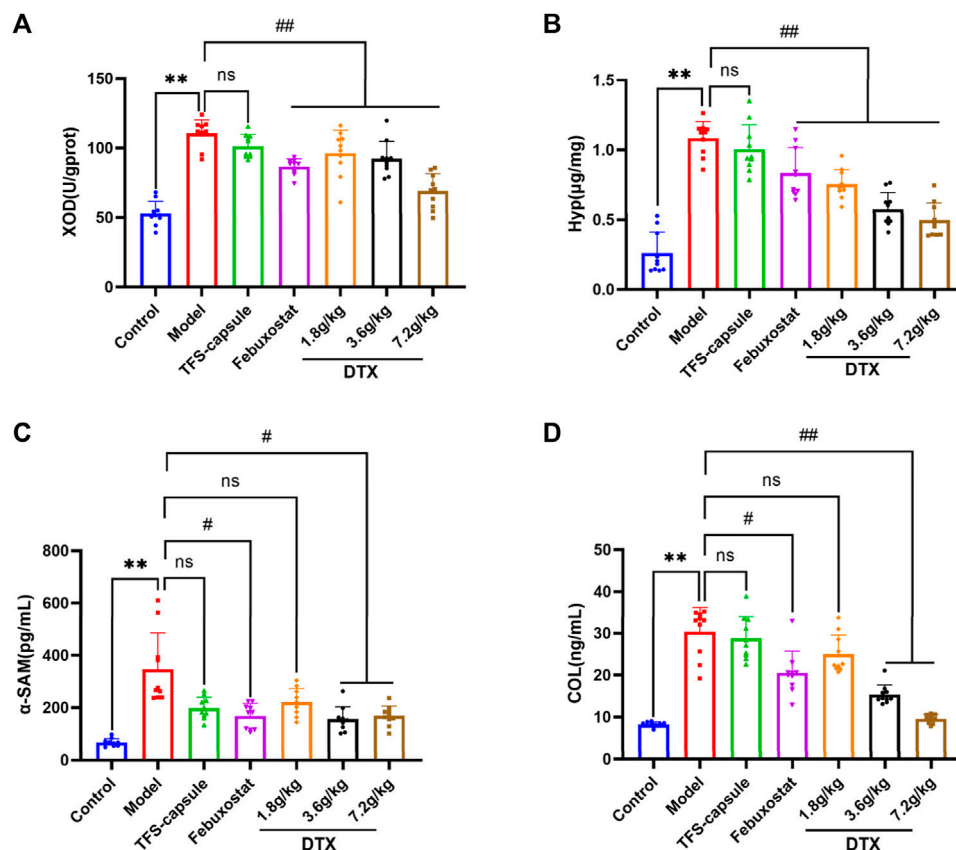 A
##
**
ns
XOD(U/gprot)
150
100
50
0
Control
Model
TFS-capsule
Febuxostat
1.8g/kg
3.6g/kg
7.2g/kg
DTX
B
##
**
ns
Hyp(μg/mg)
1.5
1.0
0.5
0.0
Control
Model
TFS-capsule
Febuxostat
1.8g/kg
3.6g/kg
7.2g/kg
DTX
C
#
ns
#
**
ns
α-SAM(pg/mL)
800
600
400
200
0
Control
Model
TFS-capsule
Febuxostat
1.8g/kg
3.6g/kg
7.2g/kg
DTX
D
##
ns
#
**
ns
COL(ng/mL)
50
40
30
20
10
0
Control
Model
TFS-capsule
Febuxostat
1.8g/kg
3.6g/kg
7.2g/kg
DTX